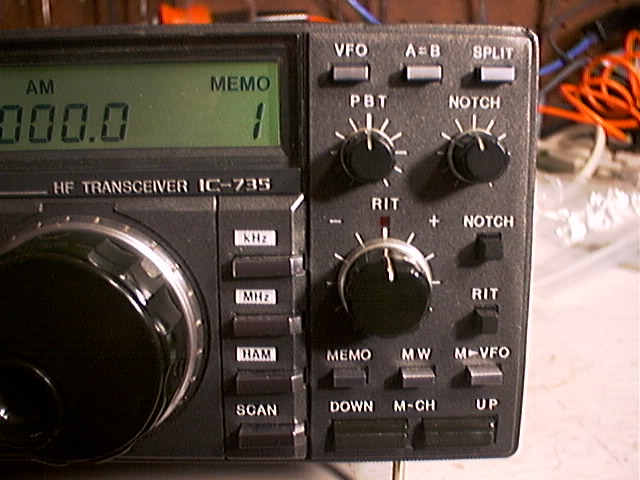 VFO A=B SPLIT
AM MEMO
000.0 1
PBT NOTCH
HF TRANSCEIVER IC-735
RIT
- + NOTCH
kHz
MHz
RIT
HAM
MEMO MW M►VFO
SCAN
DOWN M-CH UP